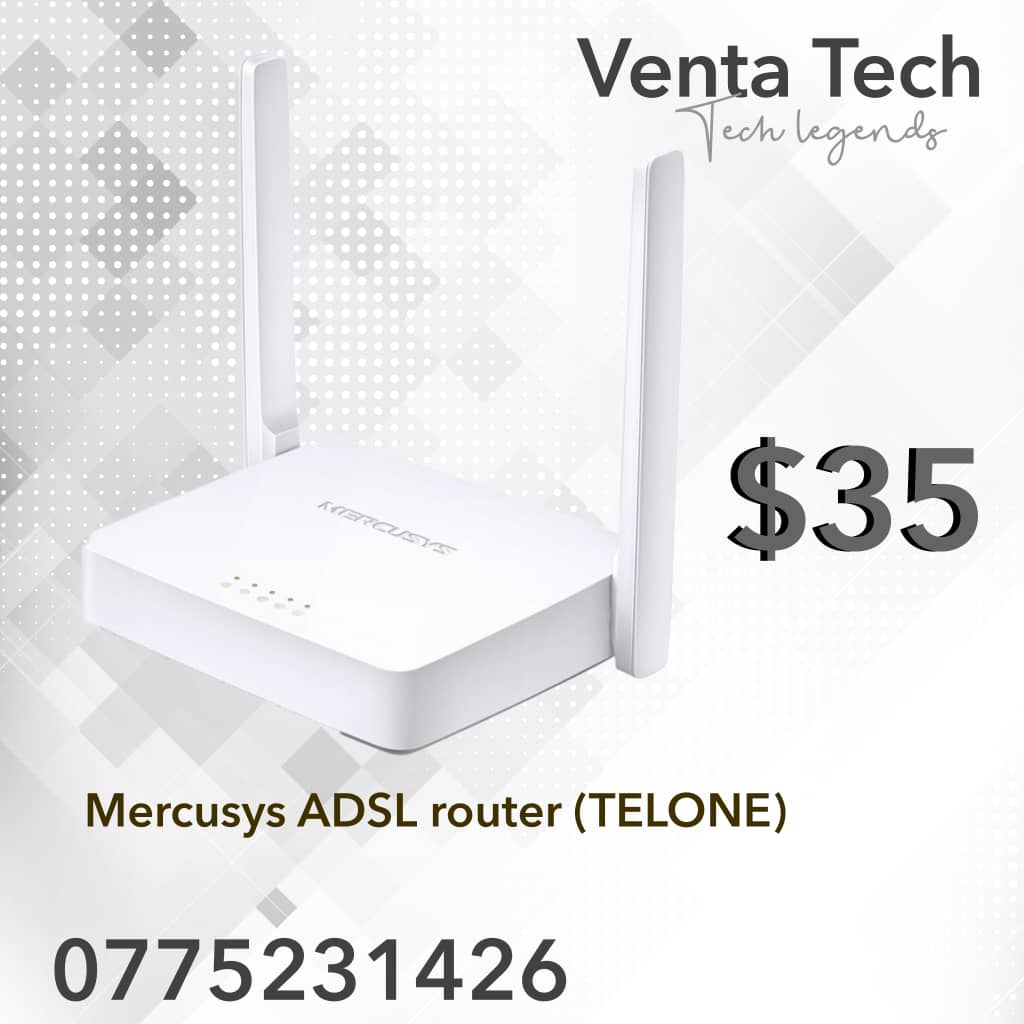 Venta Tech
Tech legends
MERCUSYS
$35
Mercusys ADSL router (TELONE)
0775231426